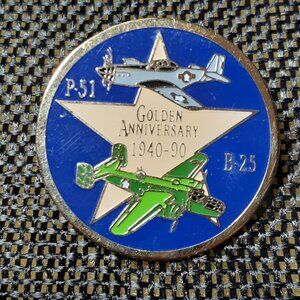 P-51
GOLDEN
ANNIVERSARY
1940-90
B-25